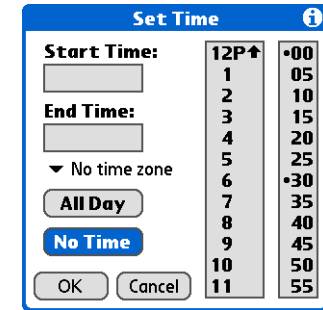 Set Time
Start Time:
End Time:
No time zone
All Day
No Time
OK Cancel
12P
1
2
3
4
5
6
7
8
9
10
11
•00
05
10
15
20
25
•30
35
40
45
50
55